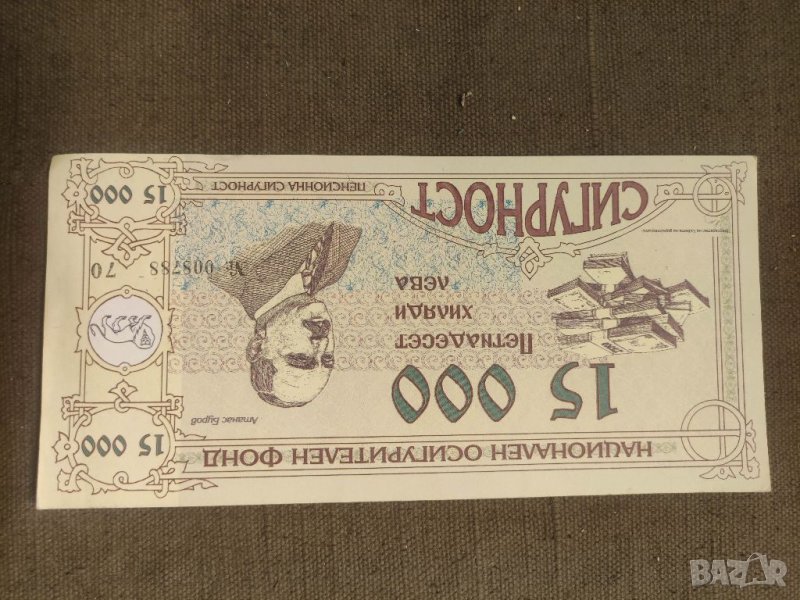 НАЦИОНАЛЕН ОСИГУРИТЕЛЕН ФОНД
15 000
15 000
Атанас Буров
ПЕТНАДЕСЕТ
ХИЛЯДИ
ЛЕВА
№ 008788 70
СИГУРНОСТ
ПЕНСИОННА СИГУРНОСТ
15 000
BAZAR